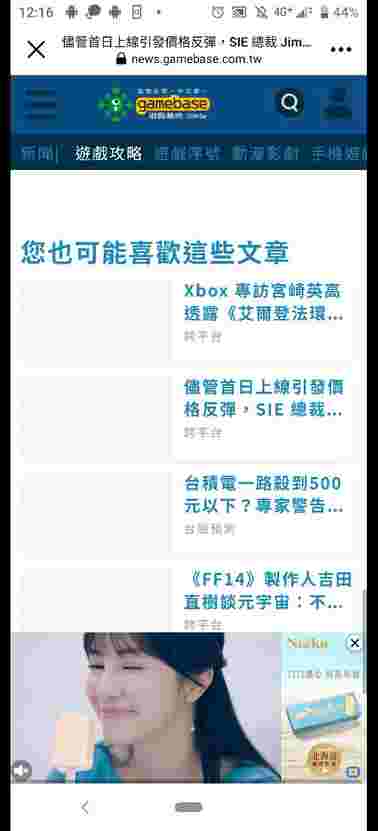 12:16
4G+
44%
儘管首日上線引發價格反彈，SIE 總裁 Jim...
news.gamebase.com.tw
gamebase
新聞
遊戲攻略
遊戲序號
動漫影劇
手機遊
您也可能喜歡這些文章
Xbox 專訪宮崎英高
透露《艾爾登法環...
跨平台
儘管首日上線引發價
格反彈，SIE 總裁...
跨平台
台積電一路殺到500
元以下？專家警告...
台股預測
《FF14》製作人吉田
直樹談元宇宙：不...
跨平台
北海道